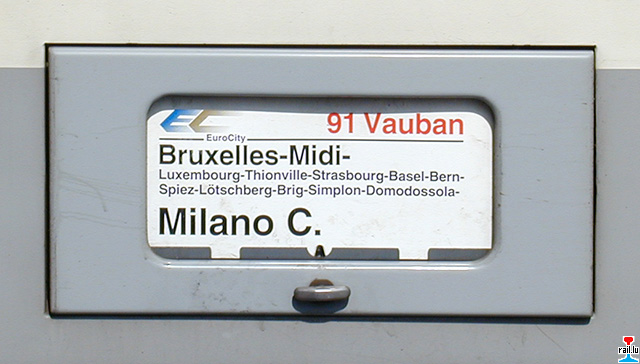 EC
EuroCity
91 Vauban
Bruxelles-Midi-
Luxembourg-Thionville-Strasbourg-Basel-Bern-
Spiez-Lötschberg-Brig-Simplon-Domodossola-
Milano C.
A
rail.lu